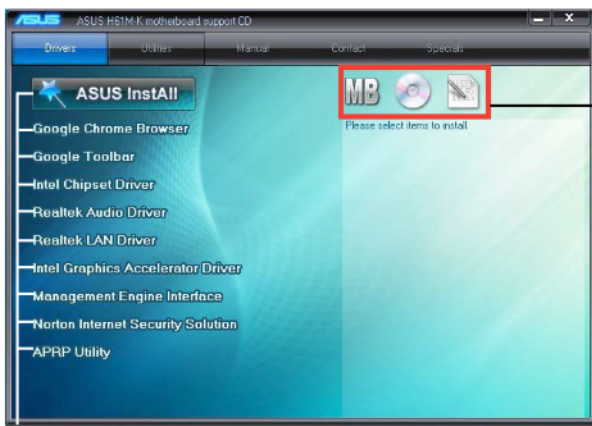 ASUS ASUS H61M-K motherboard support CD
Drivers Utilities Manual Contact Specials
ASUS InstAll
MB
Please select items to install.
Google Chrome Browser
Google Toolbar
Intel Chipset Driver
Realtek Audio Driver
Realtek LAN Driver
Intel Graphics Accelerator Driver
Management Engine Interface
Norton Internet Security Solution
APRP Utility